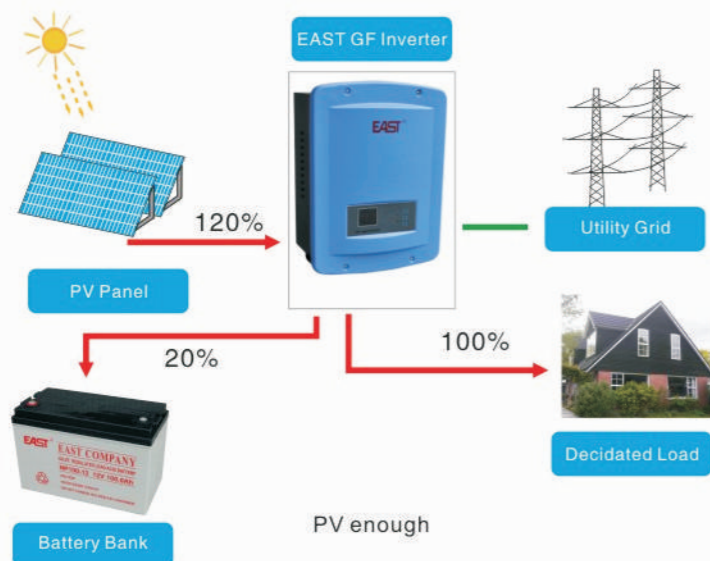 EAST GF Inverter
EAST
120%
Utility Grid
PV Panel
20%
100%
EAST
EAST COMPANY
Decidated Load
PV enough
Battery Bank